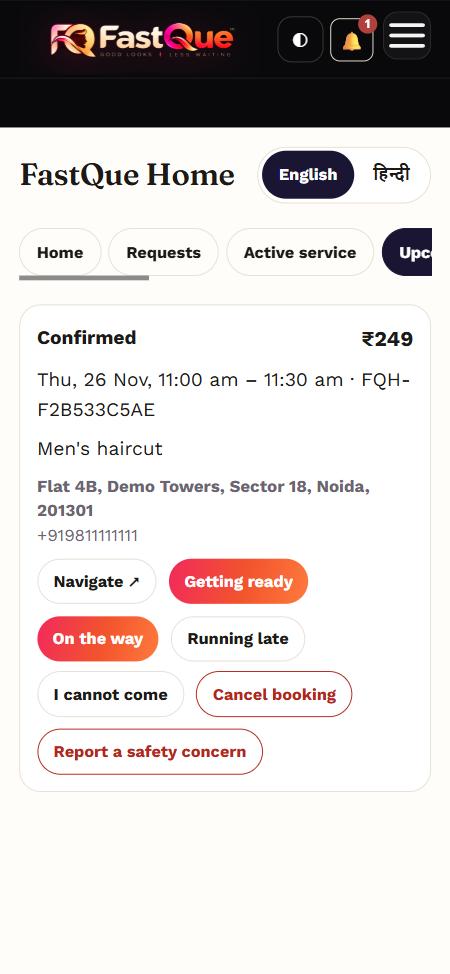 FastQue
GOOD LOOKS | LESS WAITING
1
FastQue Home
English
हिन्दी
Home
Requests
Active service
Upco
Confirmed
₹249
Thu, 26 Nov, 11:00 am – 11:30 am · FQH-
F2B533C5AE
Men's haircut
Flat 4B, Demo Towers, Sector 18, Noida,
201301
+919811111111
Navigate ↗
Getting ready
On the way
Running late
I cannot come
Cancel booking
Report a safety concern